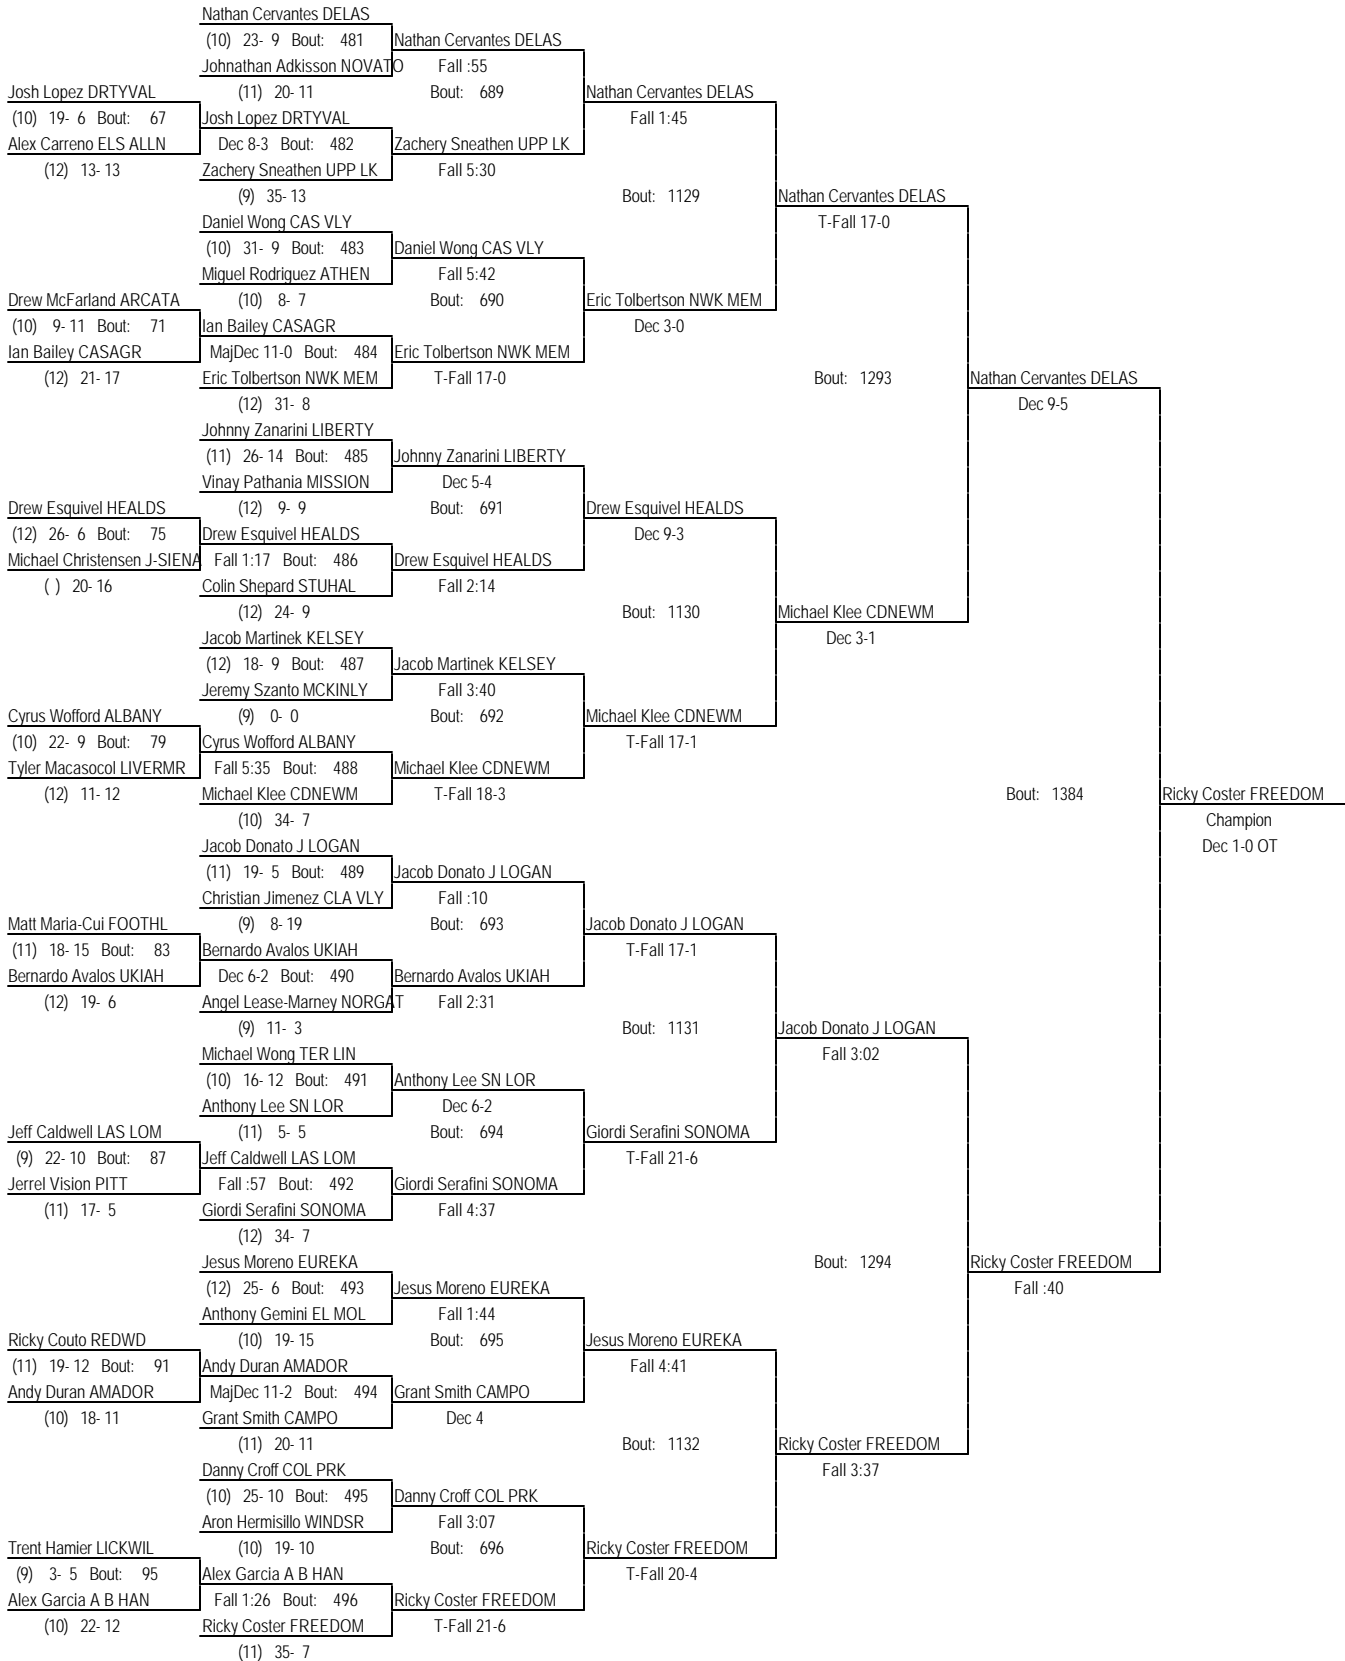 Nathan Cervantes DELAS
(10) 23- 9 Bout: 481 Nathan Cervantes DELAS
Johnathan Adkisson NOVATO Fall :55
Josh Lopez DRTYVAL (11) 20- 11 Bout: 689 Nathan Cervantes DELAS
(10) 19- 6 Bout: 67 Josh Lopez DRTYVAL Fall 1:45
Alex Carreno ELS ALLN Dec 8-3 Bout: 482 Zachery Sneathen UPP LK
(12) 13- 13 Zachery Sneathen UPP LK Fall 5:30
(9) 35- 13 Bout: 1129 Nathan Cervantes DELAS
Daniel Wong CAS VLY T-Fall 17-0
(10) 31- 9 Bout: 483 Daniel Wong CAS VLY
Miguel Rodriguez ATHEN Fall 5:42
Drew McFarland ARCATA (10) 8- 7 Bout: 690 Eric Tolbertson NWK MEM
(10) 9- 11 Bout: 71 Ian Bailey CASAGR Dec 3-0
Ian Bailey CASAGR MajDec 11-0 Bout: 484 Eric Tolbertson NWK MEM
(12) 21- 17 Eric Tolbertson NWK MEM T-Fall 17-0 Bout: 1293 Nathan Cervantes DELAS
(12) 31- 8 Dec 9-5
Johnny Zanarini LIBERTY
(11) 26- 14 Bout: 485 Johnny Zanarini LIBERTY
Vinay Pathania MISSION Dec 5-4
Drew Esquivel HEALDS (12) 9- 9 Bout: 691 Drew Esquivel HEALDS
(12) 26- 6 Bout: 75 Drew Esquivel HEALDS Dec 9-3
Michael Christensen J-SIENA Fall 1:17 Bout: 486 Drew Esquivel HEALDS
( ) 20- 16 Colin Shepard STUHAL Fall 2:14
(12) 24- 9 Bout: 1130 Michael Klee CDNEWM
Jacob Martinek KELSEY Dec 3-1
(12) 18- 9 Bout: 487 Jacob Martinek KELSEY
Jeremy Szanto MCKINLY Fall 3:40
Cyrus Wofford ALBANY (9) 0- 0 Bout: 692 Michael Klee CDNEWM
(10) 22- 9 Bout: 79 Cyrus Wofford ALBANY T-Fall 17-1
Tyler Macasocol LIVERMR Fall 5:35 Bout: 488 Michael Klee CDNEWM
(12) 11- 12 Michael Klee CDNEWM T-Fall 18-3 Bout: 1384 Ricky Coster FREEDOM
(10) 34- 7 Champion
Jacob Donato J LOGAN Dec 1-0 OT
(11) 19- 5 Bout: 489 Jacob Donato J LOGAN
Christian Jimenez CLA VLY Fall :10
Matt Maria-Cui FOOTHL (9) 8- 19 Bout: 693 Jacob Donato J LOGAN
(11) 18- 15 Bout: 83 Bernardo Avalos UKIAH T-Fall 17-1
Bernardo Avalos UKIAH Dec 6-2 Bout: 490 Bernardo Avalos UKIAH
(12) 19- 6 Angel Lease-Marney NORGAT Fall 2:31
(9) 11- 3 Bout: 1131 Jacob Donato J LOGAN
Michael Wong TER LIN Fall 3:02
(10) 16- 12 Bout: 491 Anthony Lee SN LOR
Anthony Lee SN LOR Dec 6-2
Jeff Caldwell LAS LOM (11) 5- 5 Bout: 694 Giordi Serafini SONOMA
(9) 22- 10 Bout: 87 Jeff Caldwell LAS LOM T-Fall 21-6
Jerrel Vision PITT Fall :57 Bout: 492 Giordi Serafini SONOMA
(11) 17- 5 Giordi Serafini SONOMA Fall 4:37
(12) 34- 7
Jesus Moreno EUREKA Bout: 1294 Ricky Coster FREEDOM
(12) 25- 6 Bout: 493 Jesus Moreno EUREKA Fall :40
Anthony Gemini EL MOL Fall 1:44
Ricky Couto REDWD (10) 19- 15 Bout: 695 Jesus Moreno EUREKA
(11) 19- 12 Bout: 91 Andy Duran AMADOR Fall 4:41
Andy Duran AMADOR MajDec 11-2 Bout: 494 Grant Smith CAMPO
(10) 18- 11 Grant Smith CAMPO Dec 4
(11) 20- 11 Bout: 1132 Ricky Coster FREEDOM
Danny Croff COL PRK Fall 3:37
(10) 25- 10 Bout: 495 Danny Croff COL PRK
Aron Hermisillo WINDSR Fall 3:07
Trent Hamier LICKWIL (10) 19- 10 Bout: 696 Ricky Coster FREEDOM
(9) 3- 5 Bout: 95 Alex Garcia A B HAN T-Fall 20-4
Alex Garcia A B HAN Fall 1:26 Bout: 496 Ricky Coster FREEDOM
(10) 22- 12 Ricky Coster FREEDOM T-Fall 21-6
(11) 35- 7